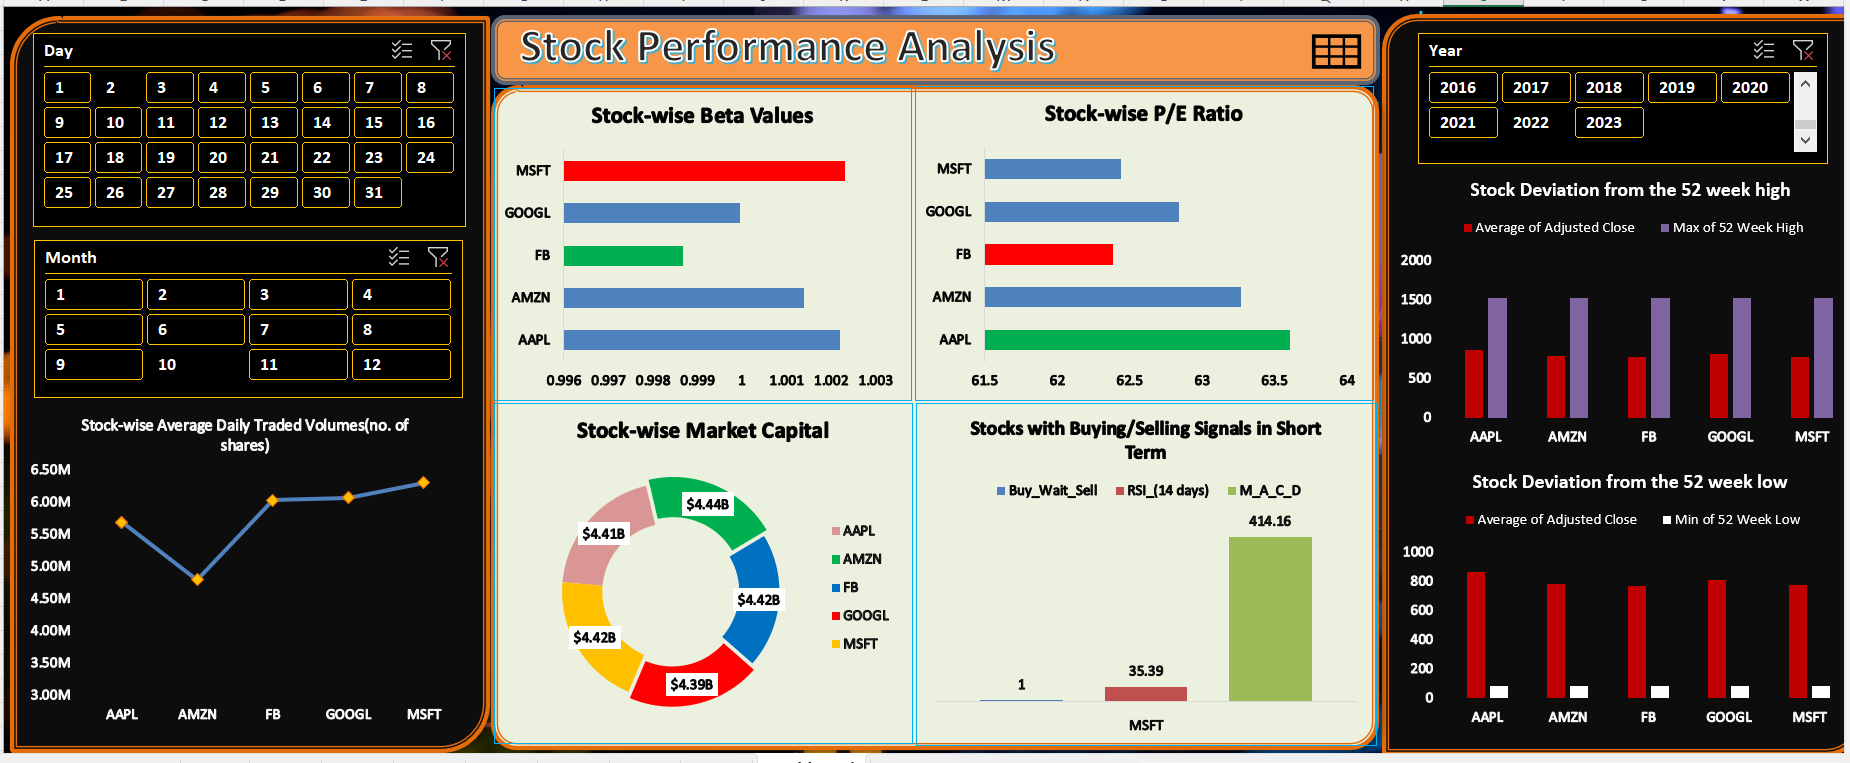 Stock Performance Analysis
Day
1 2 3 4 5 6 7 8
9 10 11 12 13 14 15 16
17 18 19 20 21 22 23 24
25 26 27 28 29 30 31
Month
1 2 3 4
5 6 7 8
9 10 11 12
Stock-wise Average Daily Traded Volumes(no. of
shares)
6.50M
6.00M
5.50M
5.00M
4.50M
4.00M
3.50M
3.00M
AAPL AMZN FB GOOGL MSFT
Stock-wise Beta Values
MSFT
GOOGL
FB
AMZN
AAPL
0.996 0.997 0.998 0.999 1 1.001 1.002 1.003
Stock-wise P/E Ratio
MSFT
GOOGL
FB
AMZN
AAPL
61.5 62 62.5 63 63.5 64
Stock-wise Market Capital
$4.44B
$4.41B
$4.42B
$4.42B
$4.39B
AAPL
AMZN
FB
GOOGL
MSFT
Stocks with Buying/Selling Signals in Short
Term
Buy_Wait_Sell RSI_(14 days) M_A_C_D
414.16
35.39
1
MSFT
Year
2016 2017 2018 2019 2020
2021 2022 2023
Stock Deviation from the 52 week high
Average of Adjusted Close Max of 52 Week High
2000
1500
1000
500
0
AAPL AMZN FB GOOGL MSFT
Stock Deviation from the 52 week low
Average of Adjusted Close Min of 52 Week Low
1000
800
600
400
200
0
AAPL AMZN FB GOOGL MSFT